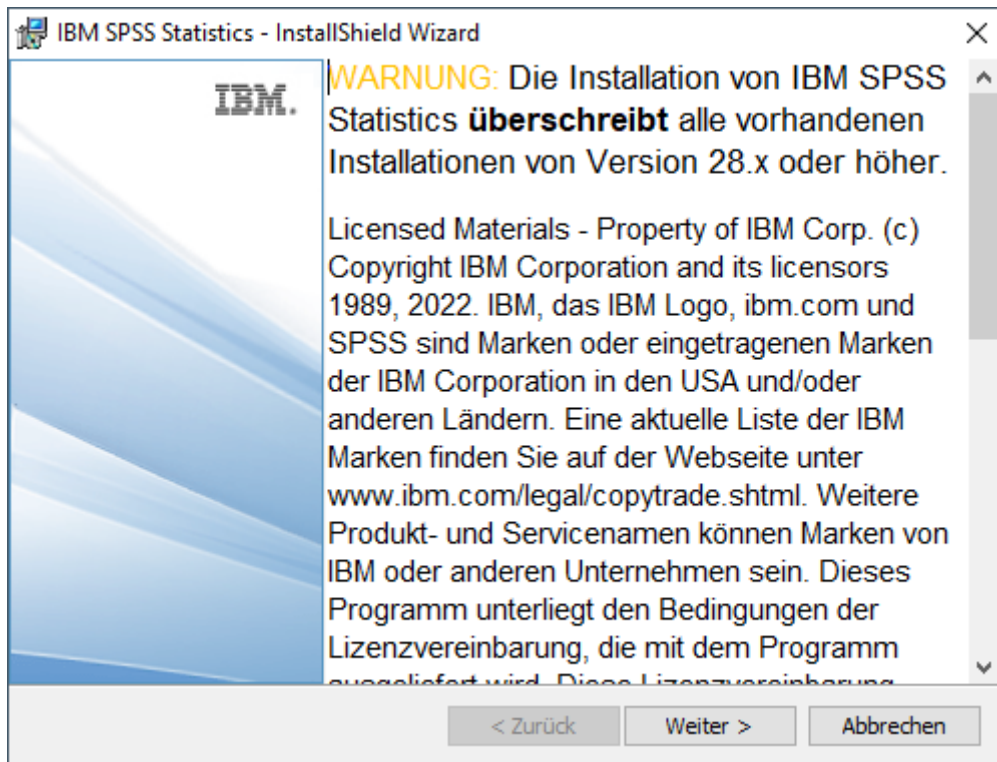 IBM SPSS Statistics - InstallShield Wizard
IBM.
WARNUNG: Die Installation von IBM SPSS
Statistics überschreibt alle vorhandenen
Installationen von Version 28.x oder höher.
Licensed Materials - Property of IBM Corp. (c)
Copyright IBM Corporation and its licensors
1989, 2022. IBM, das IBM Logo, ibm.com und
SPSS sind Marken oder eingetragenen Marken
der IBM Corporation in den USA und/oder
anderen Ländern. Eine aktuelle Liste der IBM
Marken finden Sie auf der Webseite unter
www.ibm.com/legal/copytrade.shtml. Weitere
Produkt- und Servicenamen können Marken von
IBM oder anderen Unternehmen sein. Dieses
Programm unterliegt den Bedingungen der
Lizenzvereinbarung, die mit dem Programm
ausgeliefert wird. Diese Lizenzvereinbarung
< Zurück
Weiter >
Abbrechen